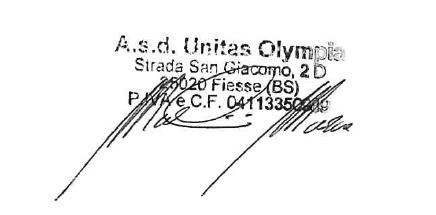 A.s.d. Unitas Olympia
Strada San Giacomo, 2 D
25020 Fiesse (BS)
P.IVA e C.F.